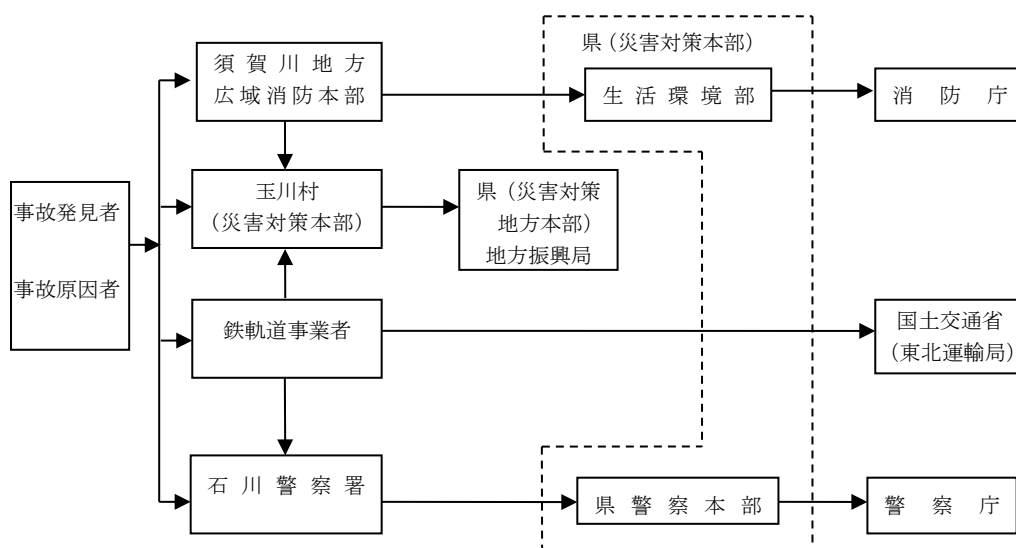 県（災害対策本部）
須賀川地方
広域消防本部
生活環境部
消防庁
事故発見者
事故原因者
玉川村
（災害対策本部）
県（災害対策
地方本部）
地方振興局
鉄軌道事業者
国土交通省
（東北運輸局）
石川警察署
県警察本部
警察庁